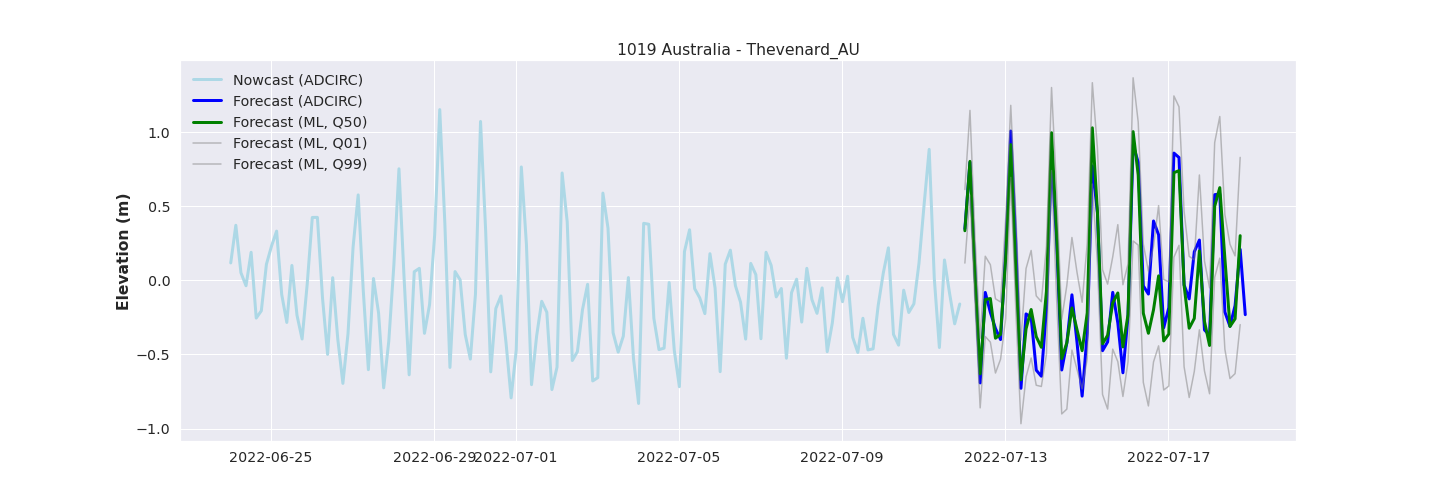 1019 Australia - Thevenard_AU
Nowcast (ADCIRC)
Forecast (ADCIRC)
Forecast (ML, Q50)
Forecast (ML, Q01)
Forecast (ML, Q99)
Elevation (m)
1.0
0.5
0.0
−0.5
−1.0
2022-06-25 2022-06-29 2022-07-01 2022-07-05 2022-07-09 2022-07-13 2022-07-17